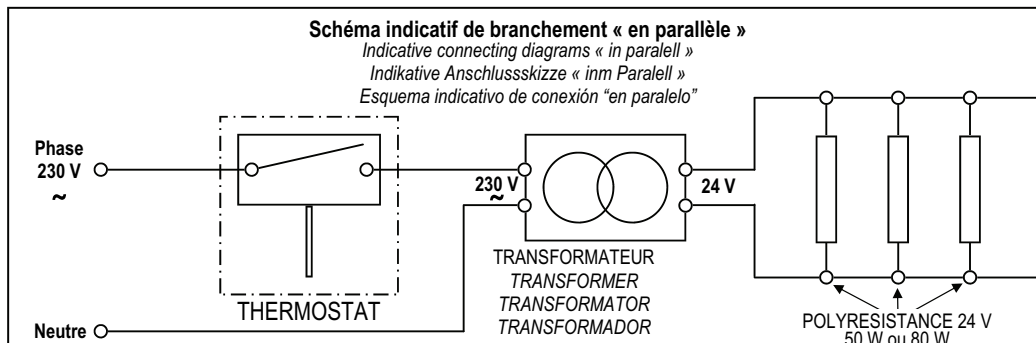 Schéma indicatif de branchement « en parallèle »
Indicative connecting diagrams « in paralell »
Indikative Anschlussskizze « inm Paralell »
Esquema indicativo de conexión "en paralelo"
Phase
230 V
~
230 V
~
24 V
THERMOSTAT
TRANSFORMATEUR
TRANSFORMER
TRANSFORMATOR
TRANSFORMADOR
Neutre
POLYRESISTANCE 24 V
50 W ou 80 W